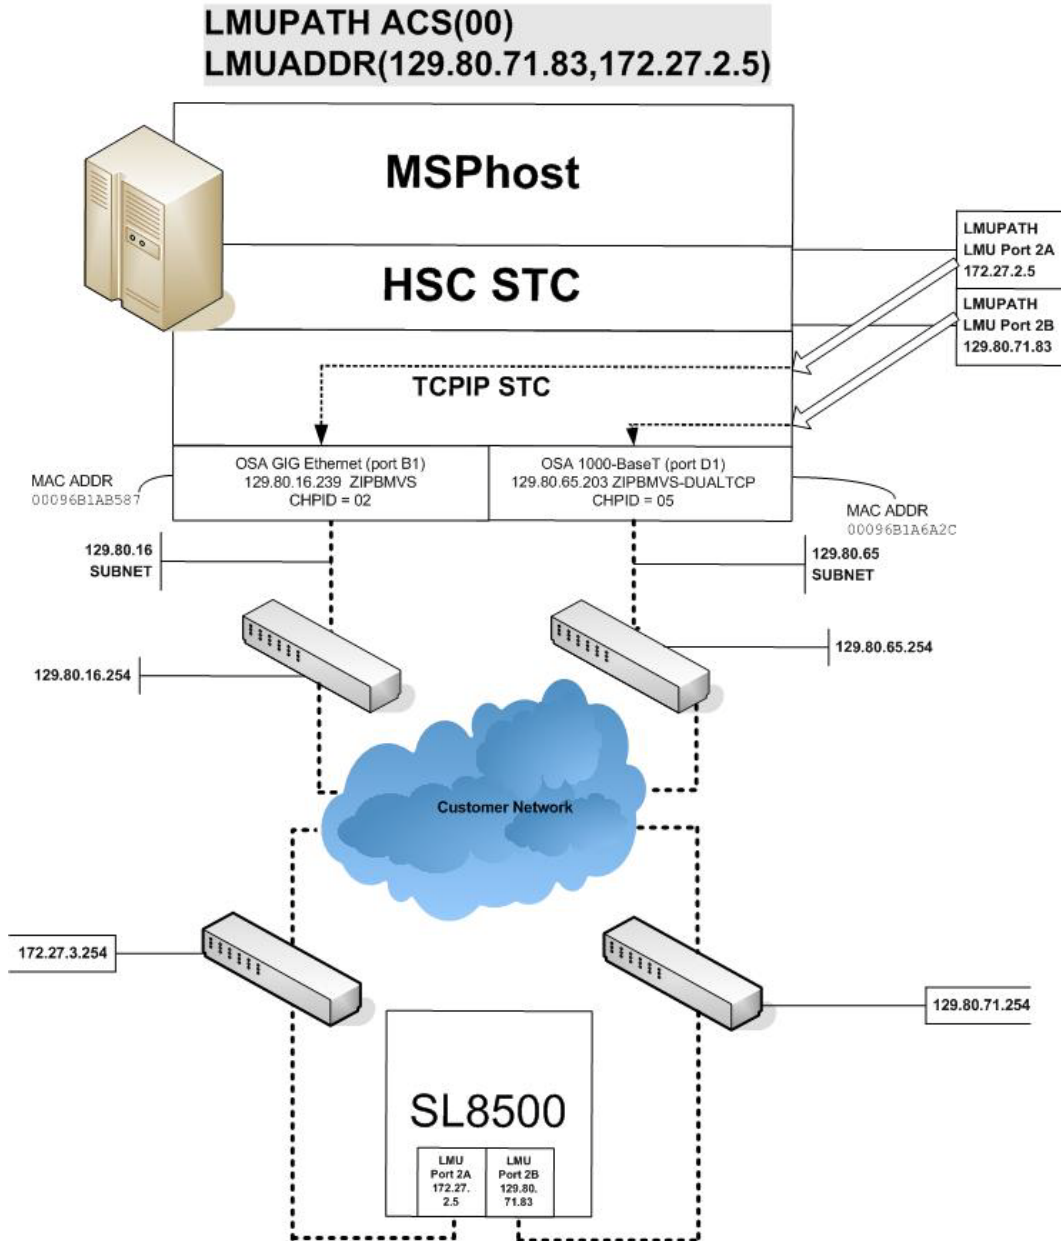 LMUPATH ACS(00)
LMUADDR(129.80.71.83,172.27.2.5)
MSPhost
HSC STC
LMUPATH
LMU Port 2A
172.27.2.5
LMUPATH
LMU Port 2B
129.80.71.83
TCPIP STC
OSA GIG Ethernet (port B1)
129.80.16.239 ZIPBMVS
CHPID = 02
OSA 1000-BaseT (port D1)
129.80.65.203 ZIPBMVS-DUALTCP
CHPID = 05
MAC ADDR
00096B1AB587
MAC ADDR
00096B1A6A2C
129.80.16
SUBNET
129.80.65
SUBNET
129.80.16.254
129.80.65.254
Customer Network
172.27.3.254
129.80.71.254
SL8500
LMU
Port 2A
172.27.
2.5
LMU
Port 2B
129.80.
71.83